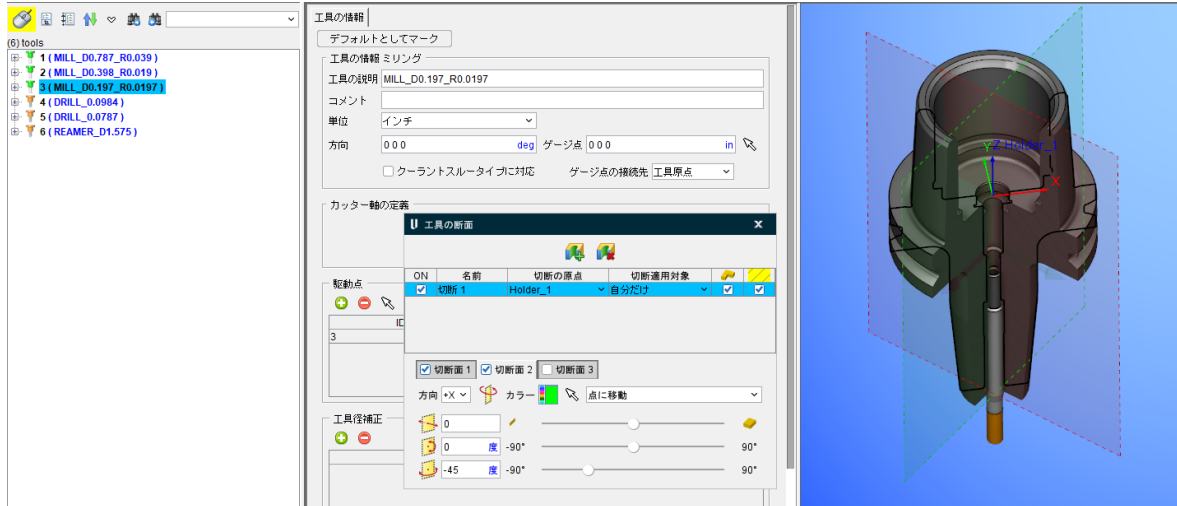 (6) tools
1 ( MILL_D0.787_R0.039 )
2 ( MILL_D0.398_R0.019 )
3 ( MILL_D0.197_R0.0197 )
4 ( DRILL_0.0984 )
5 ( DRILL_0.0787 )
6 ( REAMER_D1.575 )
工具の情報
デフォルトとしてマーク
工具の情報 ミリング
工具の説明 MILL_D0.197_R0.0197
コメント
単位 インチ
方向 0 0 0 deg ゲージ点 0 0 0 in
クーラントスルータイプに対応 ゲージ点の接続先 工具原点
カッター軸の定義
工具の断面 x
ON 名前 切断の原点 切断適用対象
切断 1 Holder_1 自分だけ
駆動点
ID
3
切断面 1 切断面 2 切断面 3
方向 +X カラー 点に移動
工具径補正
0
0 度 -90° 90°
-45 度 -90° 90°
Y Z Holder_1
X